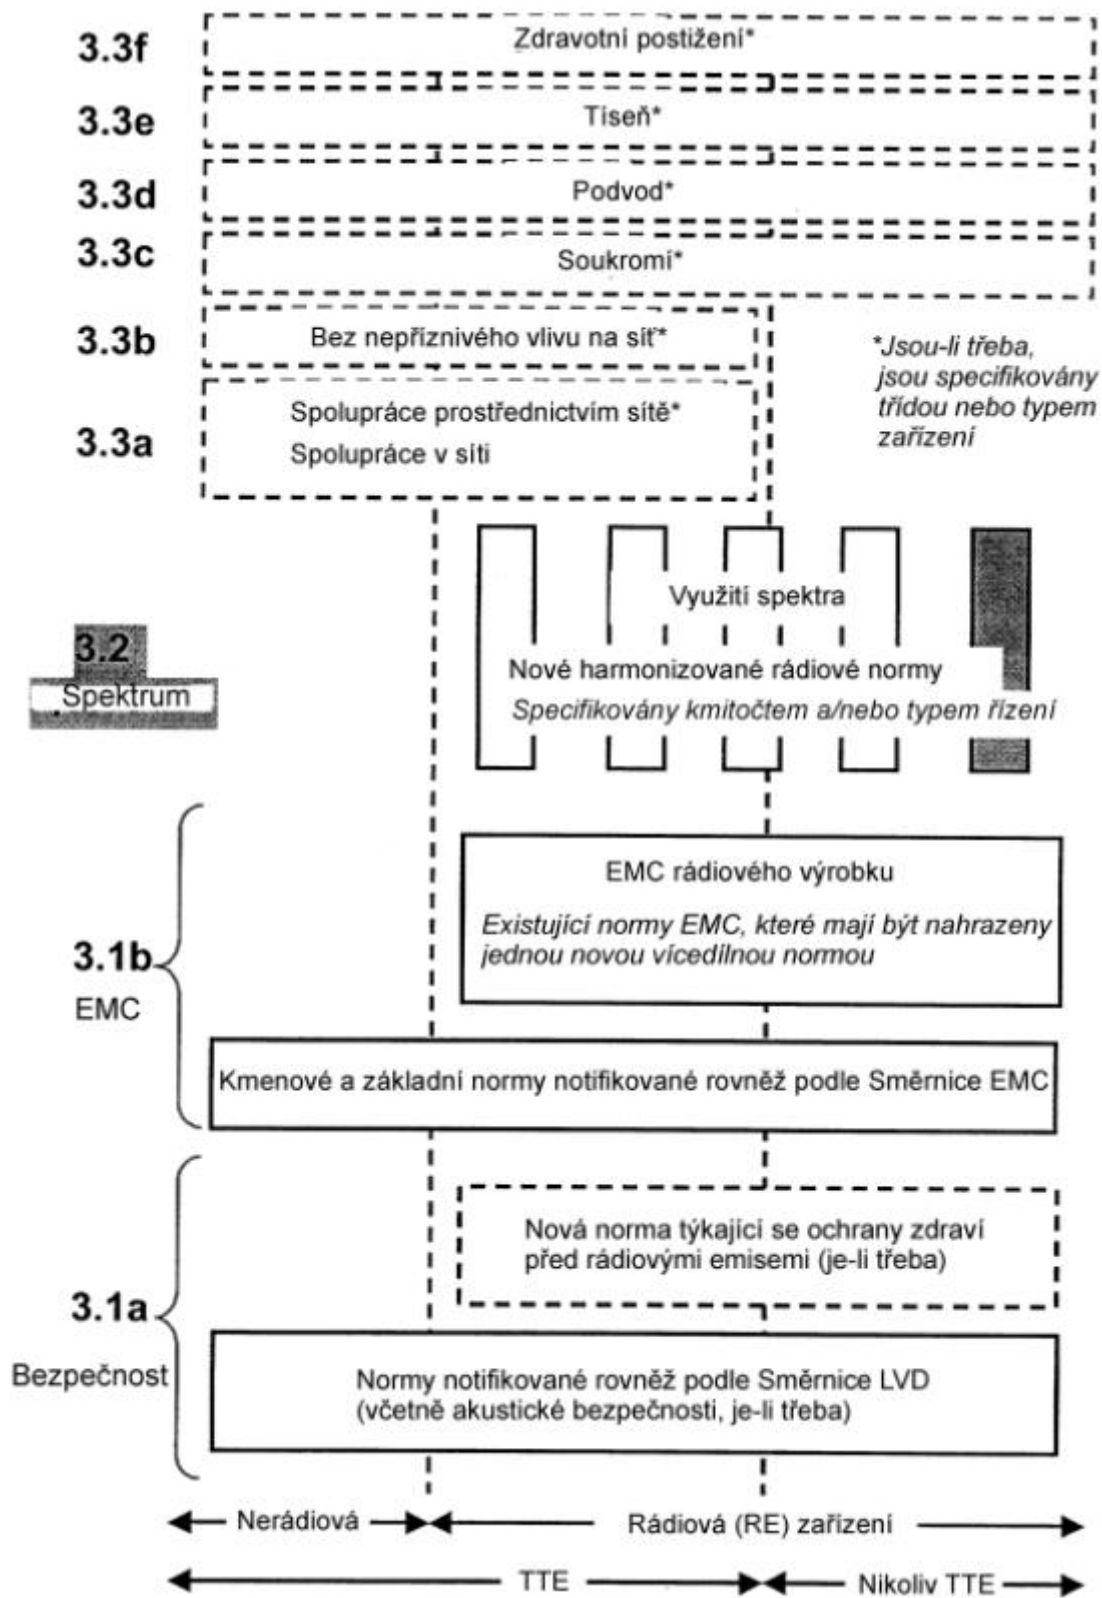 3.3f
Zdravotní postižení*
3.3e
Tíseň*
3.3d
Podvod*
3.3c
Soukromí*
3.3b
Bez nepříznivého vlivu na síť*
*Jsou-li třeba,
jsou specifikovány
třídou nebo typem
zařízení
3.3a
Spolupráce prostřednictvím sítě*
Spolupráce v síti
Využití spektra
3.2
Spektrum
Nové harmonizované rádiové normy
Specifikovány kmitočtem a/nebo typem řízení
EMC rádiového výrobku
Existující normy EMC, které mají být nahrazeny
jednou novou vícedílnou normou
3.1b
EMC
Kmenové a základní normy notifikované rovněž podle Směrnice EMC
Nová norma týkající se ochrany zdraví
před rádiovými emisemi (je-li třeba)
3.1a
Bezpečnost
Normy notifikované rovněž podle Směrnice LVD
(včetně akustické bezpečnosti, je-li třeba)
Nerádiová
Rádiová (RE) zařízení
TTE
Nikoliv TTE